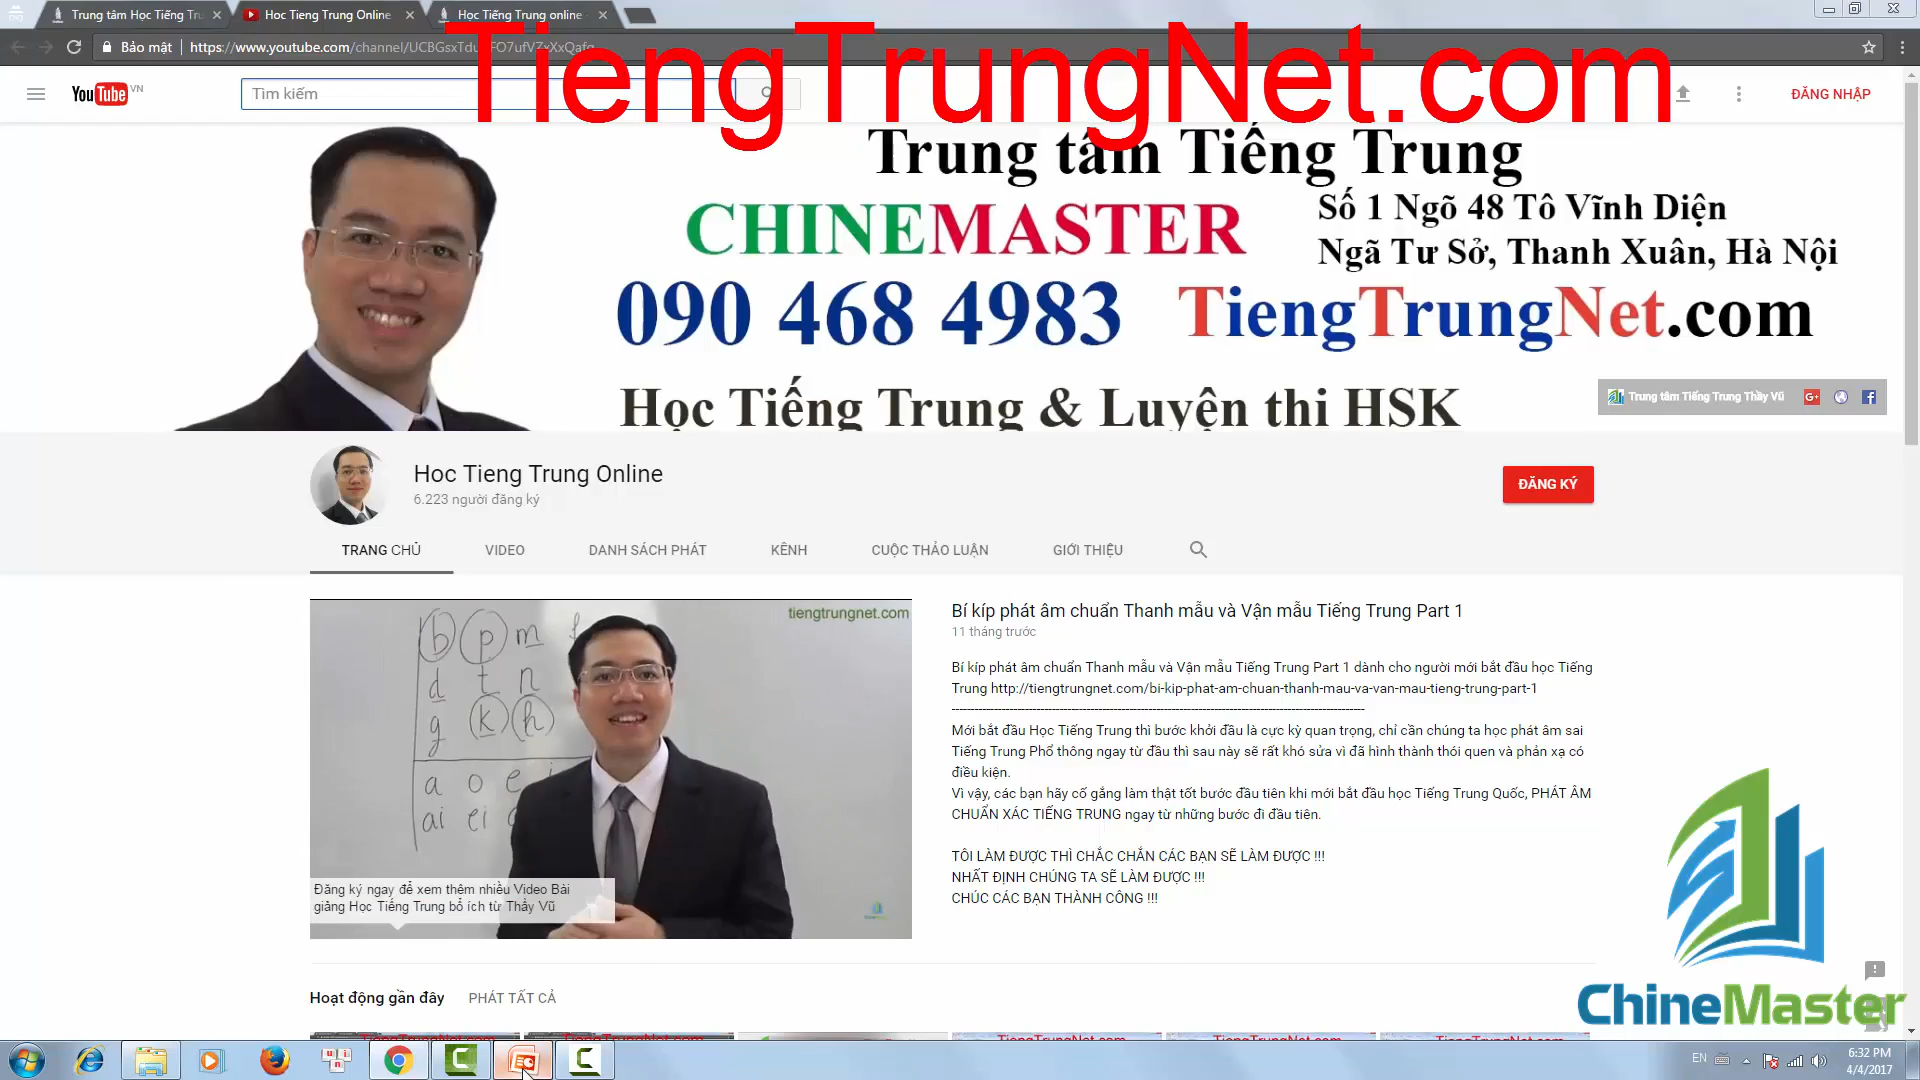 Trung tâm Học Tiếng Tru
Hoc Tieng Trung Online
Học Tiếng Trung online
Bảo mật
https://www.youtube.com/channel/
TiengTrungNet.com
YouTube VN
Tìm kiếm
ĐĂNG NHẬP
Trung tâm Tiếng Trung
CHINEMASTER
Số 1 Ngõ 48 Tô Vĩnh Diện
Ngã Tư Sở, Thanh Xuân, Hà Nội
090 468 4983
TiengTrungNet.com
Học Tiếng Trung & Luyện thi HSK
Trung tâm Tiếng Trung Thầy Vũ
Hoc Tieng Trung Online
6.223 người đăng ký
ĐĂNG KÝ
TRANG CHỦ
VIDEO
DANH SÁCH PHÁT
KÊNH
CUỘC THẢO LUẬN
GIỚI THIỆU
tiengtrungnet.com
b p m f
d t n
g k h
a o e i
ai ei
Đăng ký ngay để xem thêm nhiều Video Bài
giảng Học Tiếng Trung bổ ích từ Thầy Vũ
Bí kíp phát âm chuẩn Thanh mẫu và Vận mẫu Tiếng Trung Part 1
11 tháng trước
Bí kíp phát âm chuẩn Thanh mẫu và Vận mẫu Tiếng Trung Part 1 dành cho người mới bắt đầu học Tiếng
Trung http://tiengtrungnet.com/bi-kip-phat-am-chuan-thanh-mau-va-van-mau-tieng-trung-part-1
Mới bắt đầu Học Tiếng Trung thì bước khởi đầu là cực kỳ quan trọng, chỉ cần chúng ta học phát âm sai
Tiếng Trung Phổ thông ngay từ đầu thì sau này sẽ rất khó sửa vì đã hình thành thói quen và phản xạ có
điều kiện.
Vì vậy, các bạn hãy cố gắng làm thật tốt bước đầu tiên khi mới bắt đầu học Tiếng Trung Quốc, PHÁT ÂM
CHUẨN XÁC TIẾNG TRUNG ngay từ những bước đi đầu tiên.
TÔI LÀM ĐƯỢC THÌ CHẮC CHẮN CÁC BẠN SẼ LÀM ĐƯỢC !!!
NHẤT ĐỊNH CHÚNG TA SẼ LÀM ĐƯỢC !!!
CHÚC CÁC BẠN THÀNH CÔNG !!!
ChineMaster
Hoạt động gần đây
PHÁT TẤT CẢ
EN
6:32 PM
4/4/2017